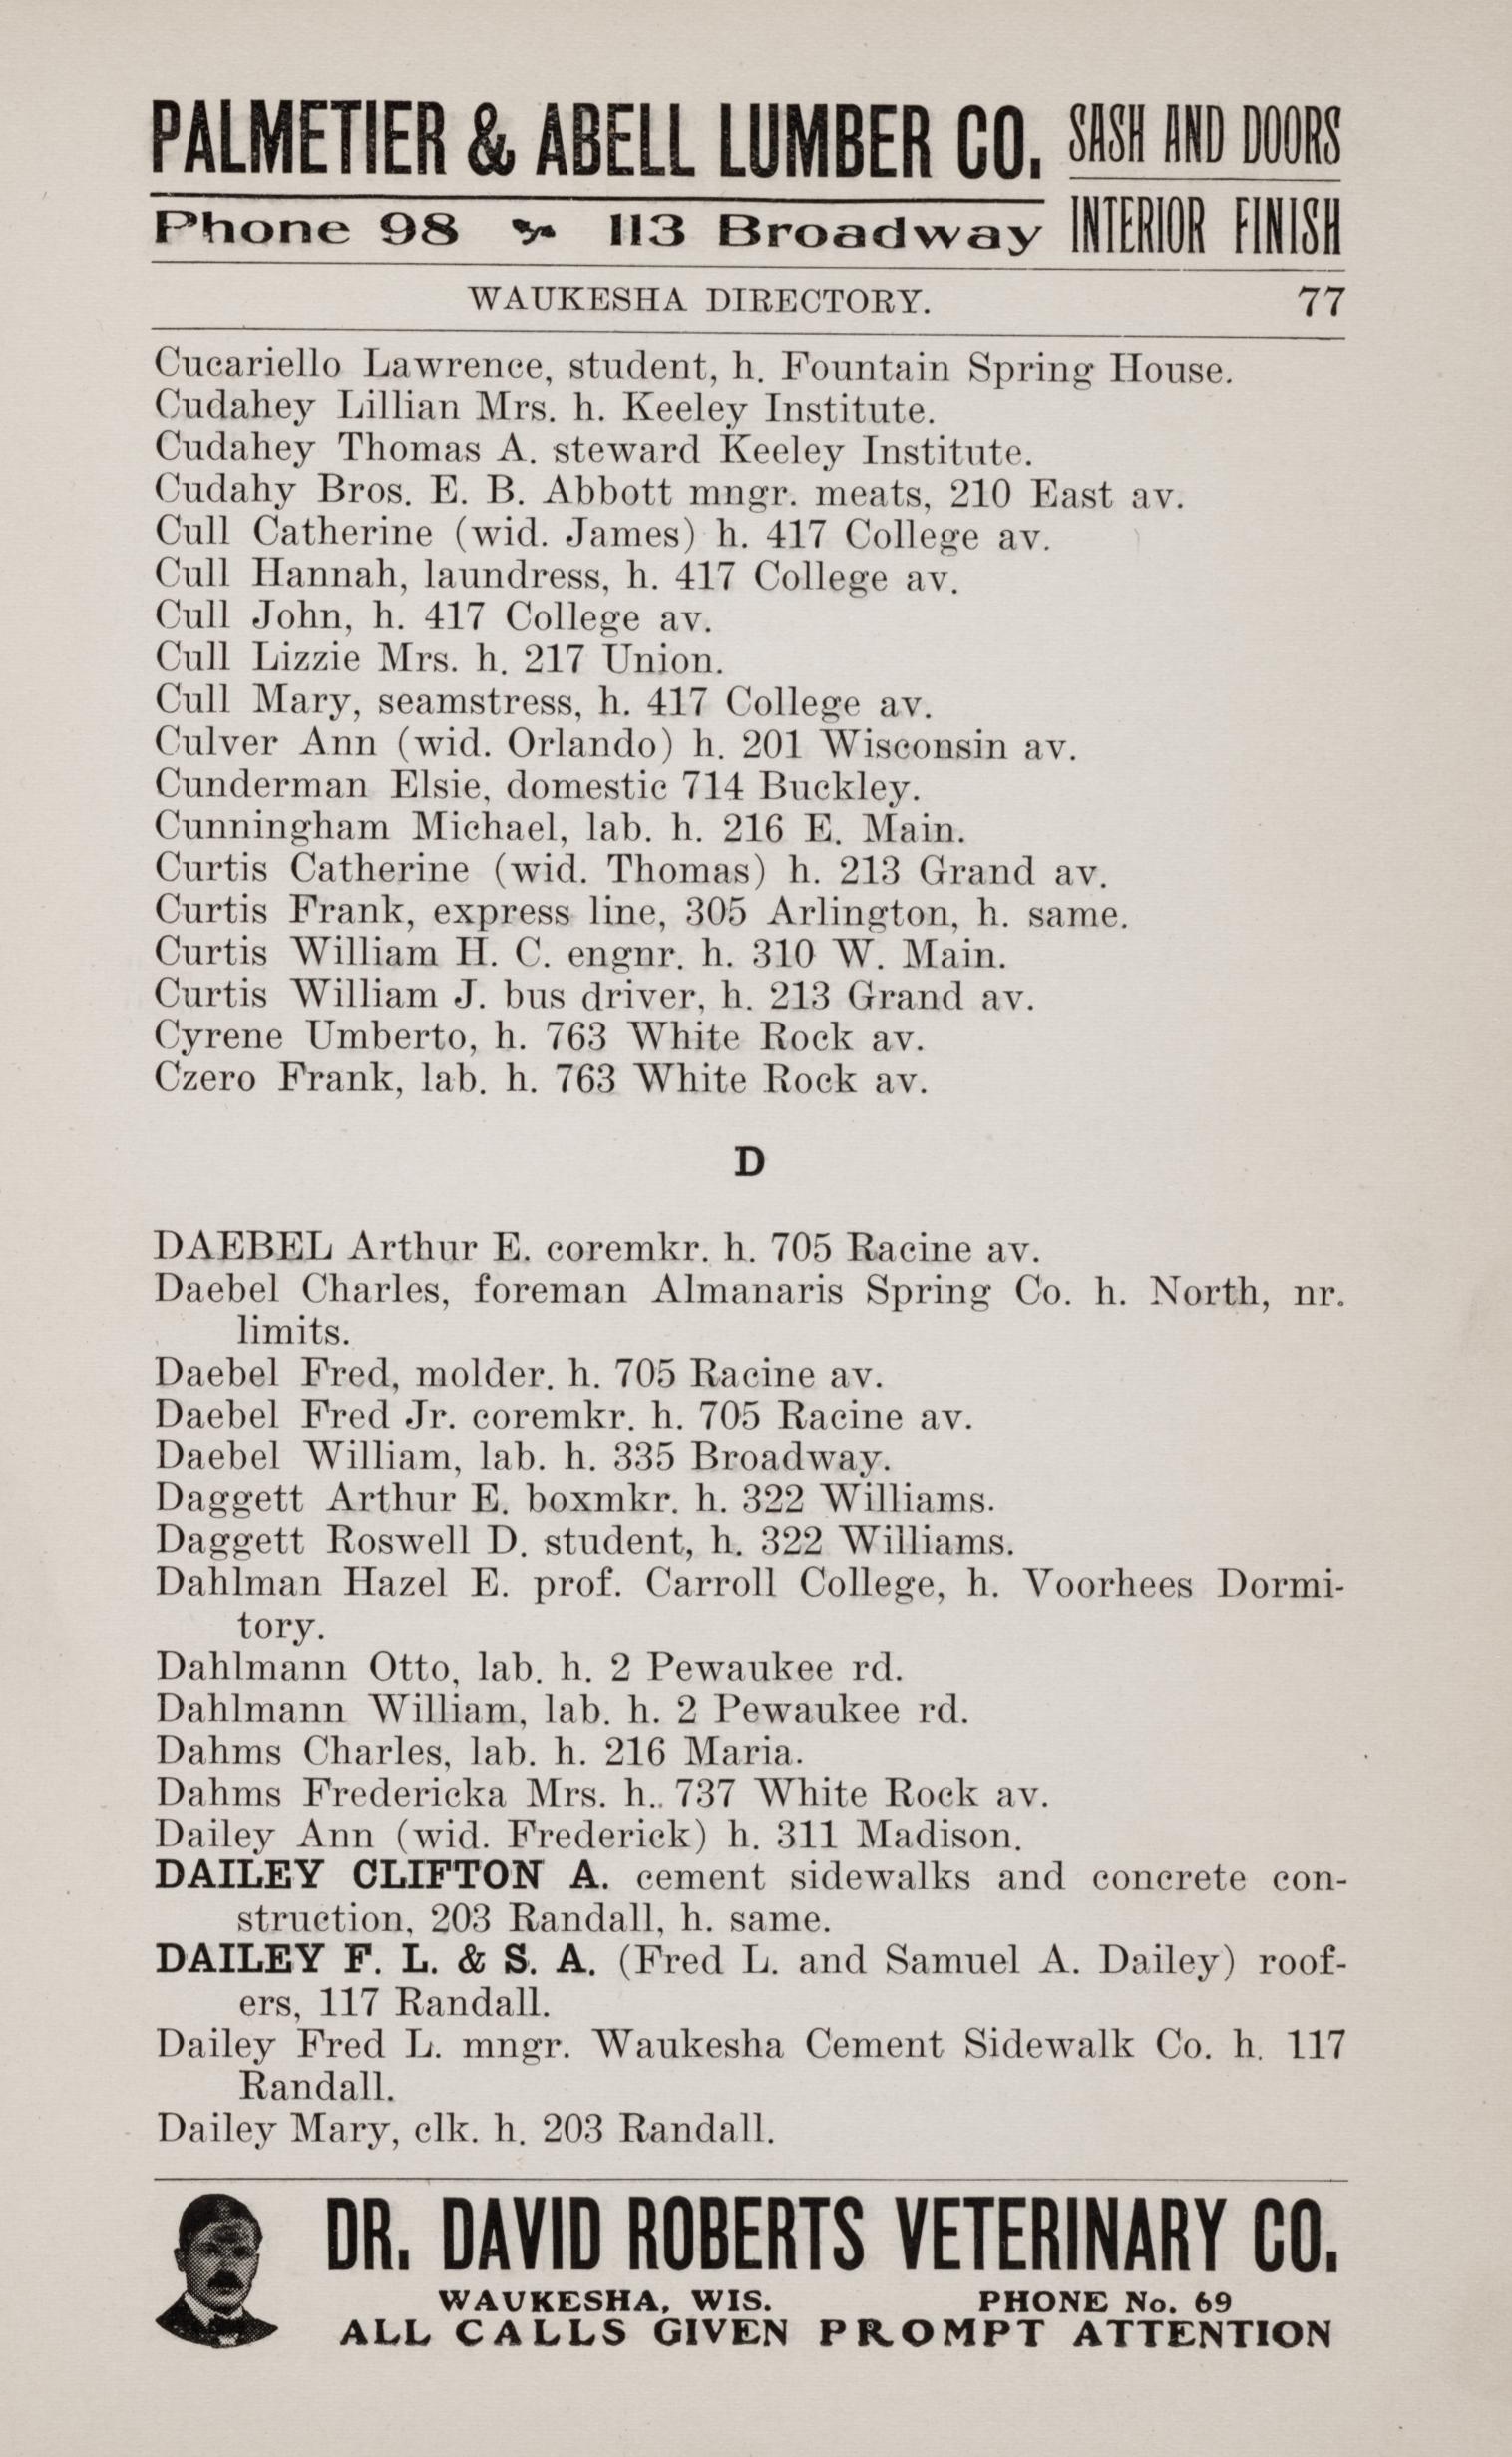 PALMETIER & ABELL LUMBER CO. SASH AND DOORS
Phone 98 113 Broadway INTERIOR FINISH
WAUKESHA DIRECTORY. 77
Cucariello Lawrence, student, h. Fountain Spring House.
Cudahey Lillian Mrs. h. Keeley Institute.
Cudahey Thomas A. steward Keeley Institute.
Cudahy Bros. E. B. Abbott mngr. meats, 210 East av.
Cull Catherine (wid. James) h. 417 College av.
Cull Hannah, laundress, h. 417 College av.
Cull John, h. 417 College av.
Cull Lizzie Mrs. h. 217 Union.
Cull Mary, seamstress, h. 417 College av.
Culver Ann (wid. Orlando) h. 201 Wisconsin av.
Cunderman Elsie, domestic 714 Buckley.
Cunningham Michael, lab. h. 216 E. Main.
Curtis Catherine (wid. Thomas) h. 213 Grand av.
Curtis Frank, express line, 305 Arlington, h. same.
Curtis William H. C. engnr. h. 310 W. Main.
Curtis William J. bus driver, h. 213 Grand av.
Cyrene Umberto, h. 763 White Rock av.
Czero Frank, lab. h. 763 White Rock av.
D
DAEBEL Arthur E. coremkr. h. 705 Racine av.
Daebel Charles, foreman Almanaris Spring Co. h. North, nr.
limits.
Daebel Fred, molder. h. 705 Racine av.
Daebel Fred Jr. coremkr. h. 705 Racine av.
Daebel William, lab. h. 335 Broadway.
Daggett Arthur E. boxmkr. h. 322 Williams.
Daggett Roswell D. student, h. 322 Williams.
Dahlman Hazel E. prof. Carroll College, h. Voorhees Dormi-
tory.
Dahlmann Otto, lab. h. 2 Pewaukee rd.
Dahlmann William, lab. h. 2 Pewaukee rd.
Dahms Charles, lab. h. 216 Maria.
Dahms Fredericka Mrs. h.. 737 White Rock av.
Dailey Ann (wid. Frederick) h. 311 Madison.
DAILEY CLIFTON A. cement sidewalks and concrete con-
struction, 203 Randall, h. same.
DAILEY F. L. & S. A. (Fred L. and Samuel A. Dailey) roof-
ers, 117 Randall.
Dailey Fred L. mngr. Waukesha Cement Sidewalk Co. h. 117
Randall.
Dailey Mary, clk. h. 203 Randall.
DR. DAVID ROBERTS VETERINARY CO.
WAUKESHA, WIS. PHONE No. 69
ALL CALLS GIVEN PROMPT ATTENTION